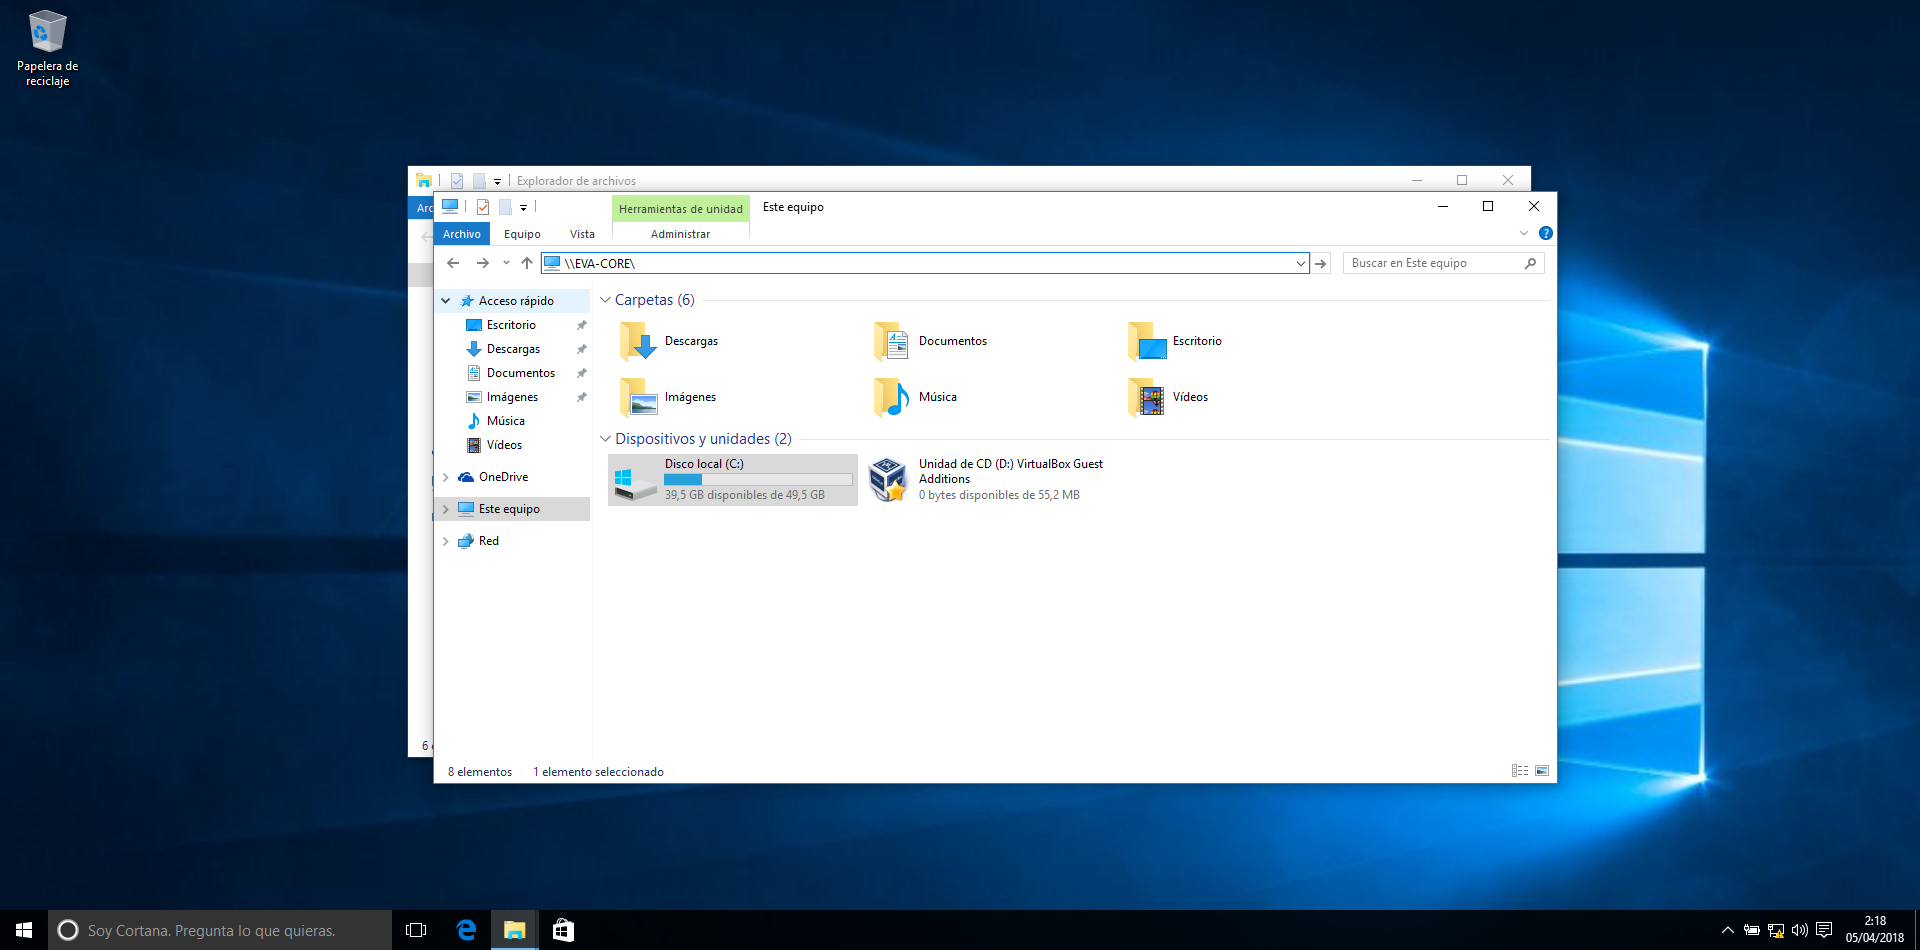 Papelera de
reciclaje
Explorador de archivos
Arc
6 e
Herramientas de unidad
Este equipo
Archivo
Equipo
Vista
Administrar
\\EVA-CORE\
Buscar en Este equipo
Acceso rápido
Escritorio
Descargas
Documentos
Imágenes
Música
Vídeos
OneDrive
Este equipo
Red
Carpetas (6)
Descargas
Documentos
Escritorio
Imágenes
Música
Vídeos
Dispositivos y unidades (2)
Disco local (C:)
39,5 GB disponibles de 49,5 GB
Unidad de CD (D:) VirtualBox Guest
Additions
0 bytes disponibles de 55,2 MB
8 elementos
1 elemento seleccionado
Soy Cortana. Pregunta lo que quieras.
2:18
05/04/2018